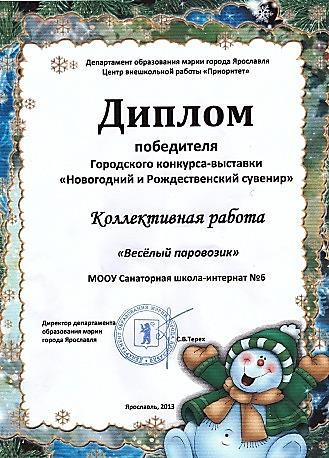 Департамент образования мэрии города Ярославля
Центр внешкольной работы «Приоритет»
Диплом
победителя
Городского конкурса-выставки
«Новогодний и Рождественский сувенир»
Коллективная работа
«Весёлый паровозик»
МООУ Санаторная школа-интернат №6
Директор департамента
образования мэрии
города Ярославля
С.В.Терех
Ярославль, 2013